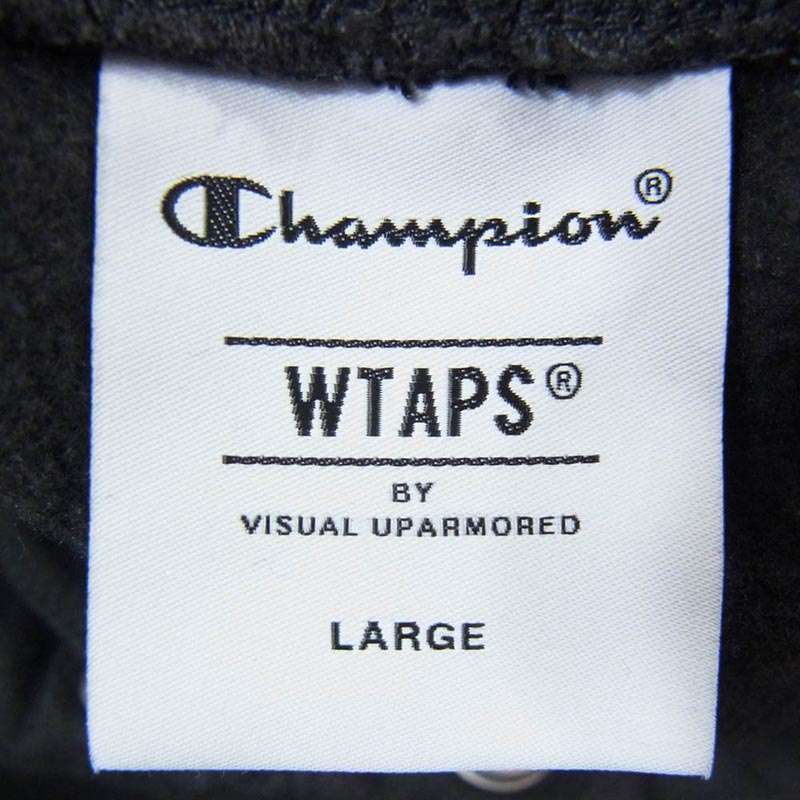 Champion®
WTAPS®
BY
VISUAL UPARMORED
LARGE